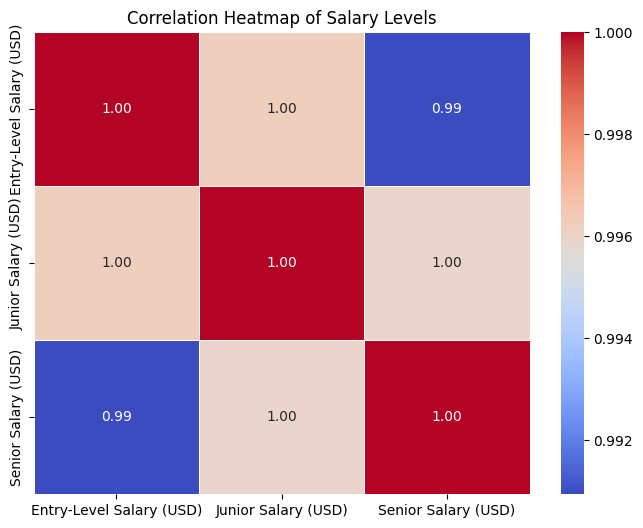 Correlation Heatmap of Salary Levels
Entry-Level Salary (USD)
1.00 1.00 0.99
Junior Salary (USD)
1.00 1.00 1.00
Senior Salary (USD)
0.99 1.00 1.00
Entry-Level Salary (USD) Junior Salary (USD) Senior Salary (USD)
1.000
0.998
0.996
0.994
0.992